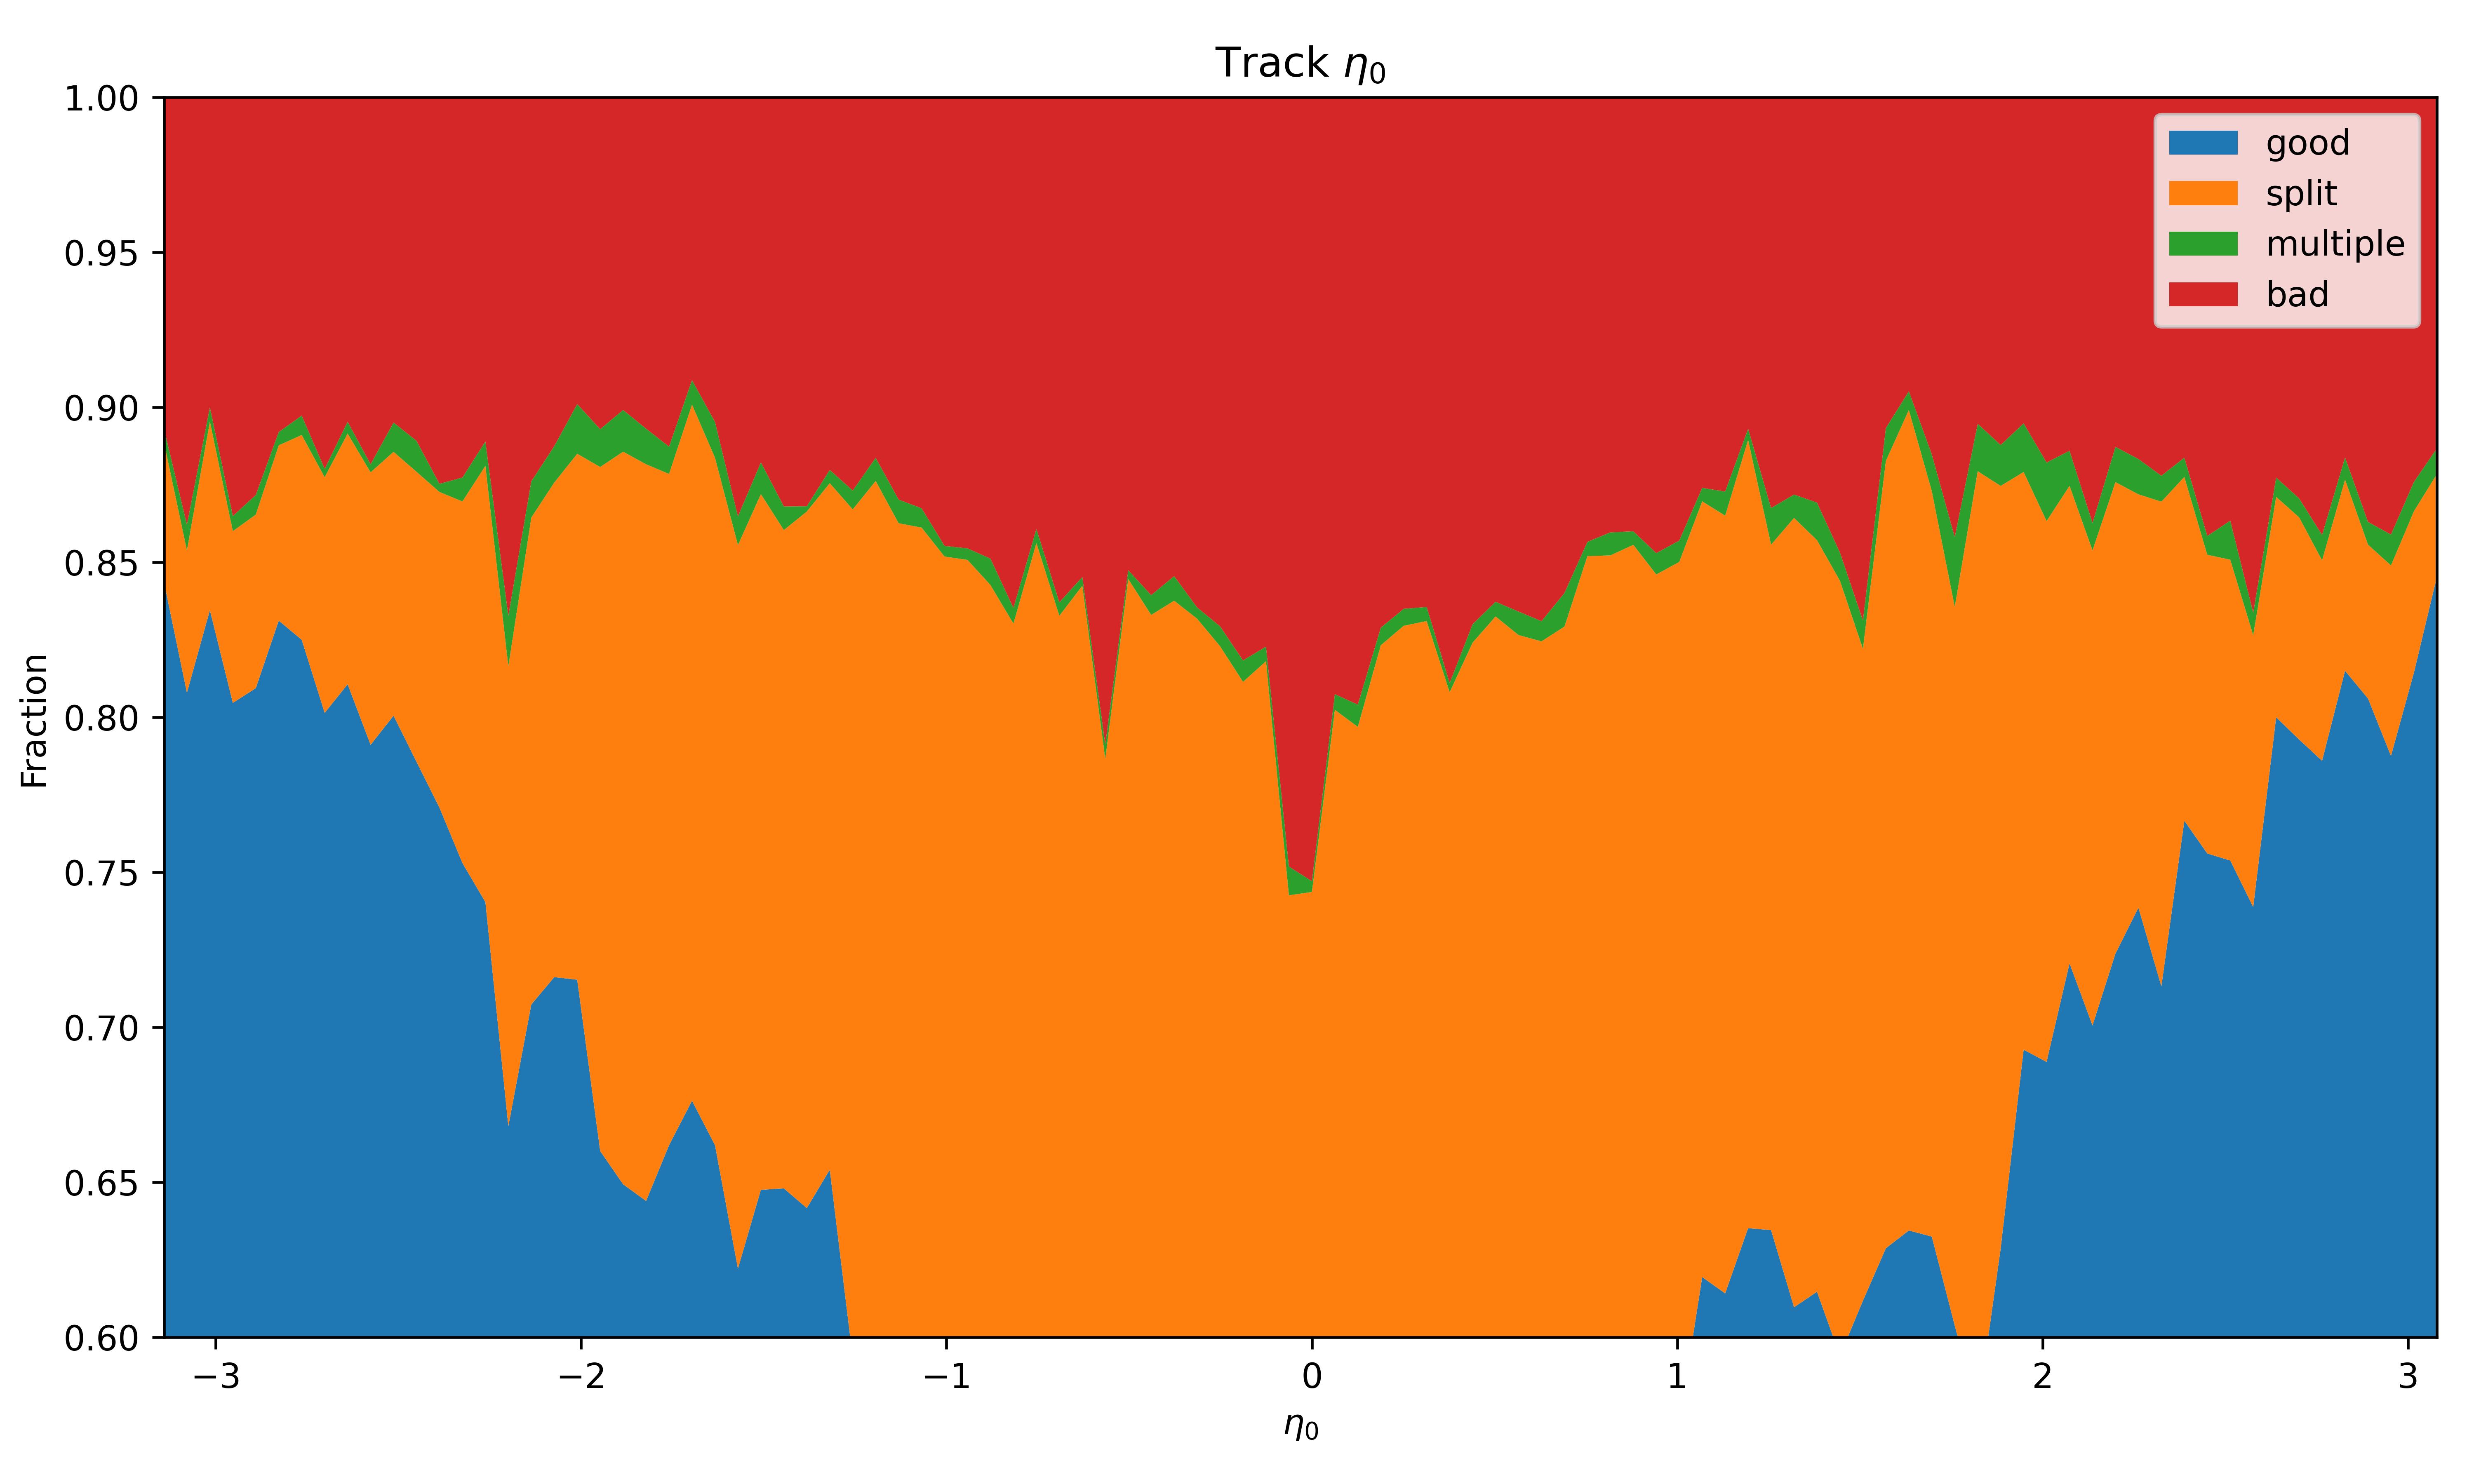 Track η₀
1.00
0.95
0.90
0.85
0.80
0.75
0.70
0.65
0.60
Fraction
good
split
multiple
bad
−3 −2 −1 0 1 2 3
η₀